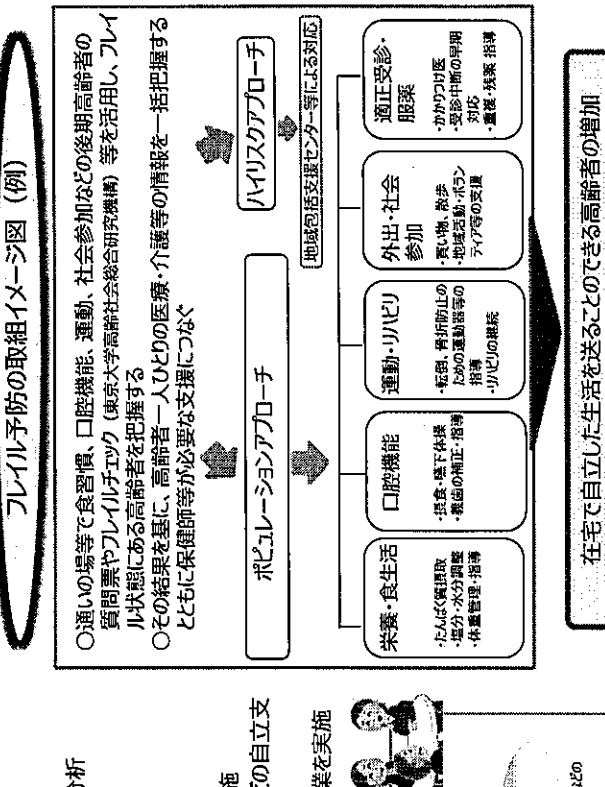 フレイル予防の取組イメージ図（例）
○通いの場等で食習慣、口腔機能、運動、社会参加などの後期高齢者の
質問票やフレイルチェック（東京大学高齢社会総合研究機構）等を活用し、フレイ
ル状態にある高齢者を把握する
○その結果を基に、高齢者一人ひとりの医療・介護等の情報を一括把握する
とともに保健師等が必要な支援につなぐ
ポピュレーションアプローチ
ハイリスクアプローチ
地域包括支援センター等による対応
栄養・食生活
・たんぱく質摂取
・塩分・水分調整
・体重管理・指導
口腔機能
・摂食・嚥下体操
・義歯の補正・指導
運動・リハビリ
・転倒、骨折防止の
ための運動器等の
指導
・リハビリの継続
外出・社会
参加
・買い物、散歩
・地域活動・ボラン
ティア等の支援
適正受診・
服薬
・かかりつけ医
・受診中断の早期
対応
・重複・残薬 指導
在宅で自立した生活を送ることのできる高齢者の増加
分析
施
の自立支
業を実施
などの